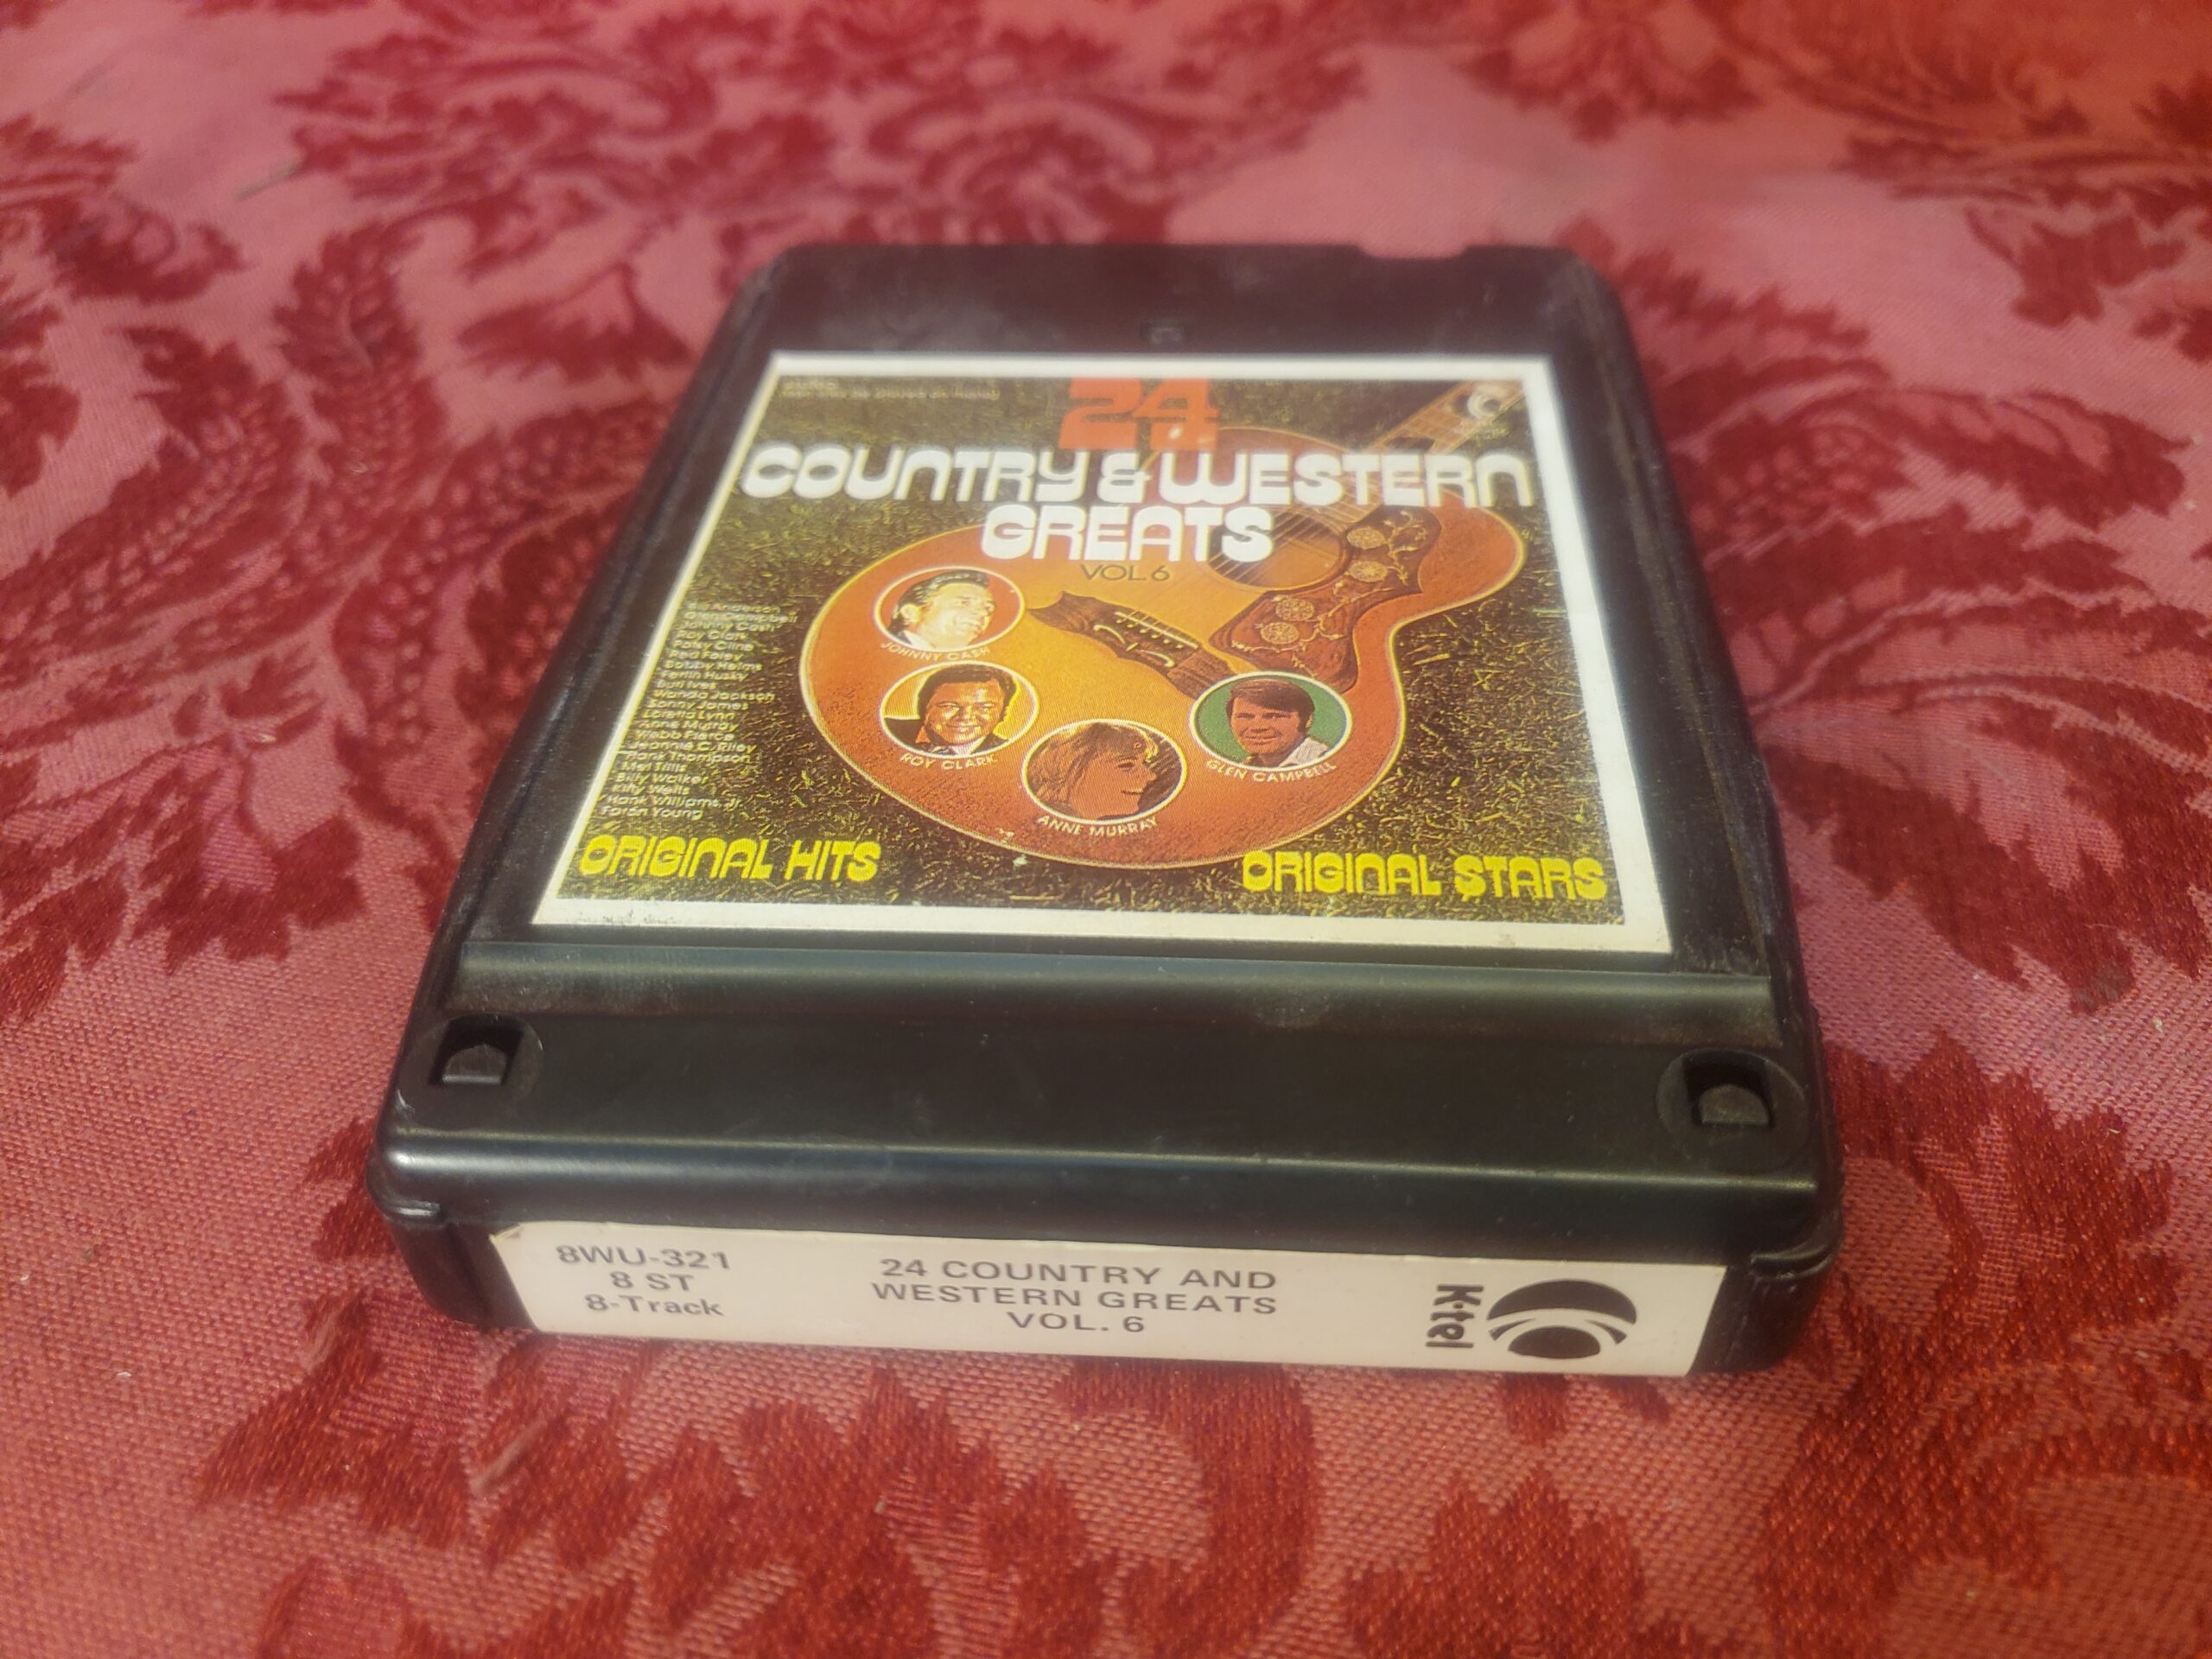 24
COUNTRY & WESTERN
GREATS
VOL. 6
Bill Anderson
Glen Campbell
Johnny Cash
Roy Clark
Patsy Cline
Red Foley
Bobby Helms
Ferlin Husky
Burl Ives
Wanda Jackson
Sonny James
Loretta Lynn
Anne Murray
Webb Pierce
Jeannie C. Riley
Hank Thompson
Mel Tillis
Billy Walker
Kitty Wells
Hank Williams, Jr.
Faron Young
JOHNNY CASH
ROY CLARK
ANNE MURRAY
GLEN CAMPBELL
ORIGINAL HITS
ORIGINAL STARS
8WU-321
8 ST
8-Track
24 COUNTRY AND
WESTERN GREATS
VOL. 6
K-tel